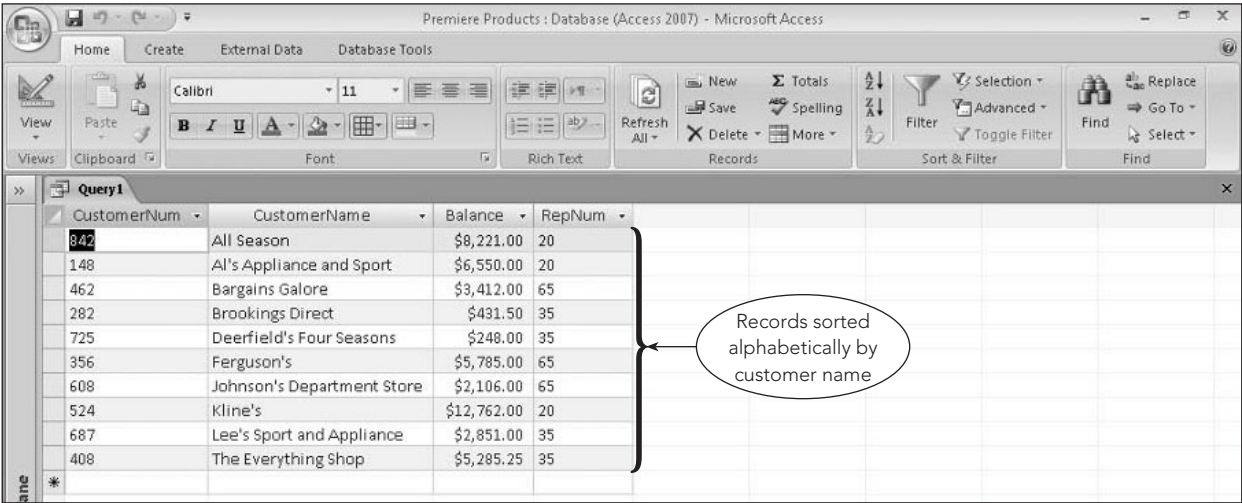 Premiere Products : Database (Access 2007) - Microsoft Access
Home Create External Data Database Tools
View
Views
Paste
Clipboard
Calibri 11
B I U A
Font
Rich Text
Refresh All
New
Save
Delete
Σ Totals
Spelling
More
Records
Filter
Selection
Advanced
Toggle Filter
Sort & Filter
Find
Replace
Go To
Select
Find
Query1
CustomerNum CustomerName Balance RepNum
842 All Season $8,221.00 20
148 Al's Appliance and Sport $6,550.00 20
462 Bargains Galore $3,412.00 65
282 Brookings Direct $431.50 35
725 Deerfield's Four Seasons $248.00 35
356 Ferguson's $5,785.00 65
608 Johnson's Department Store $2,106.00 65
524 Kline's $12,762.00 20
687 Lee's Sport and Appliance $2,851.00 35
408 The Everything Shop $5,285.25 35
*
Records sorted
alphabetically by
customer name